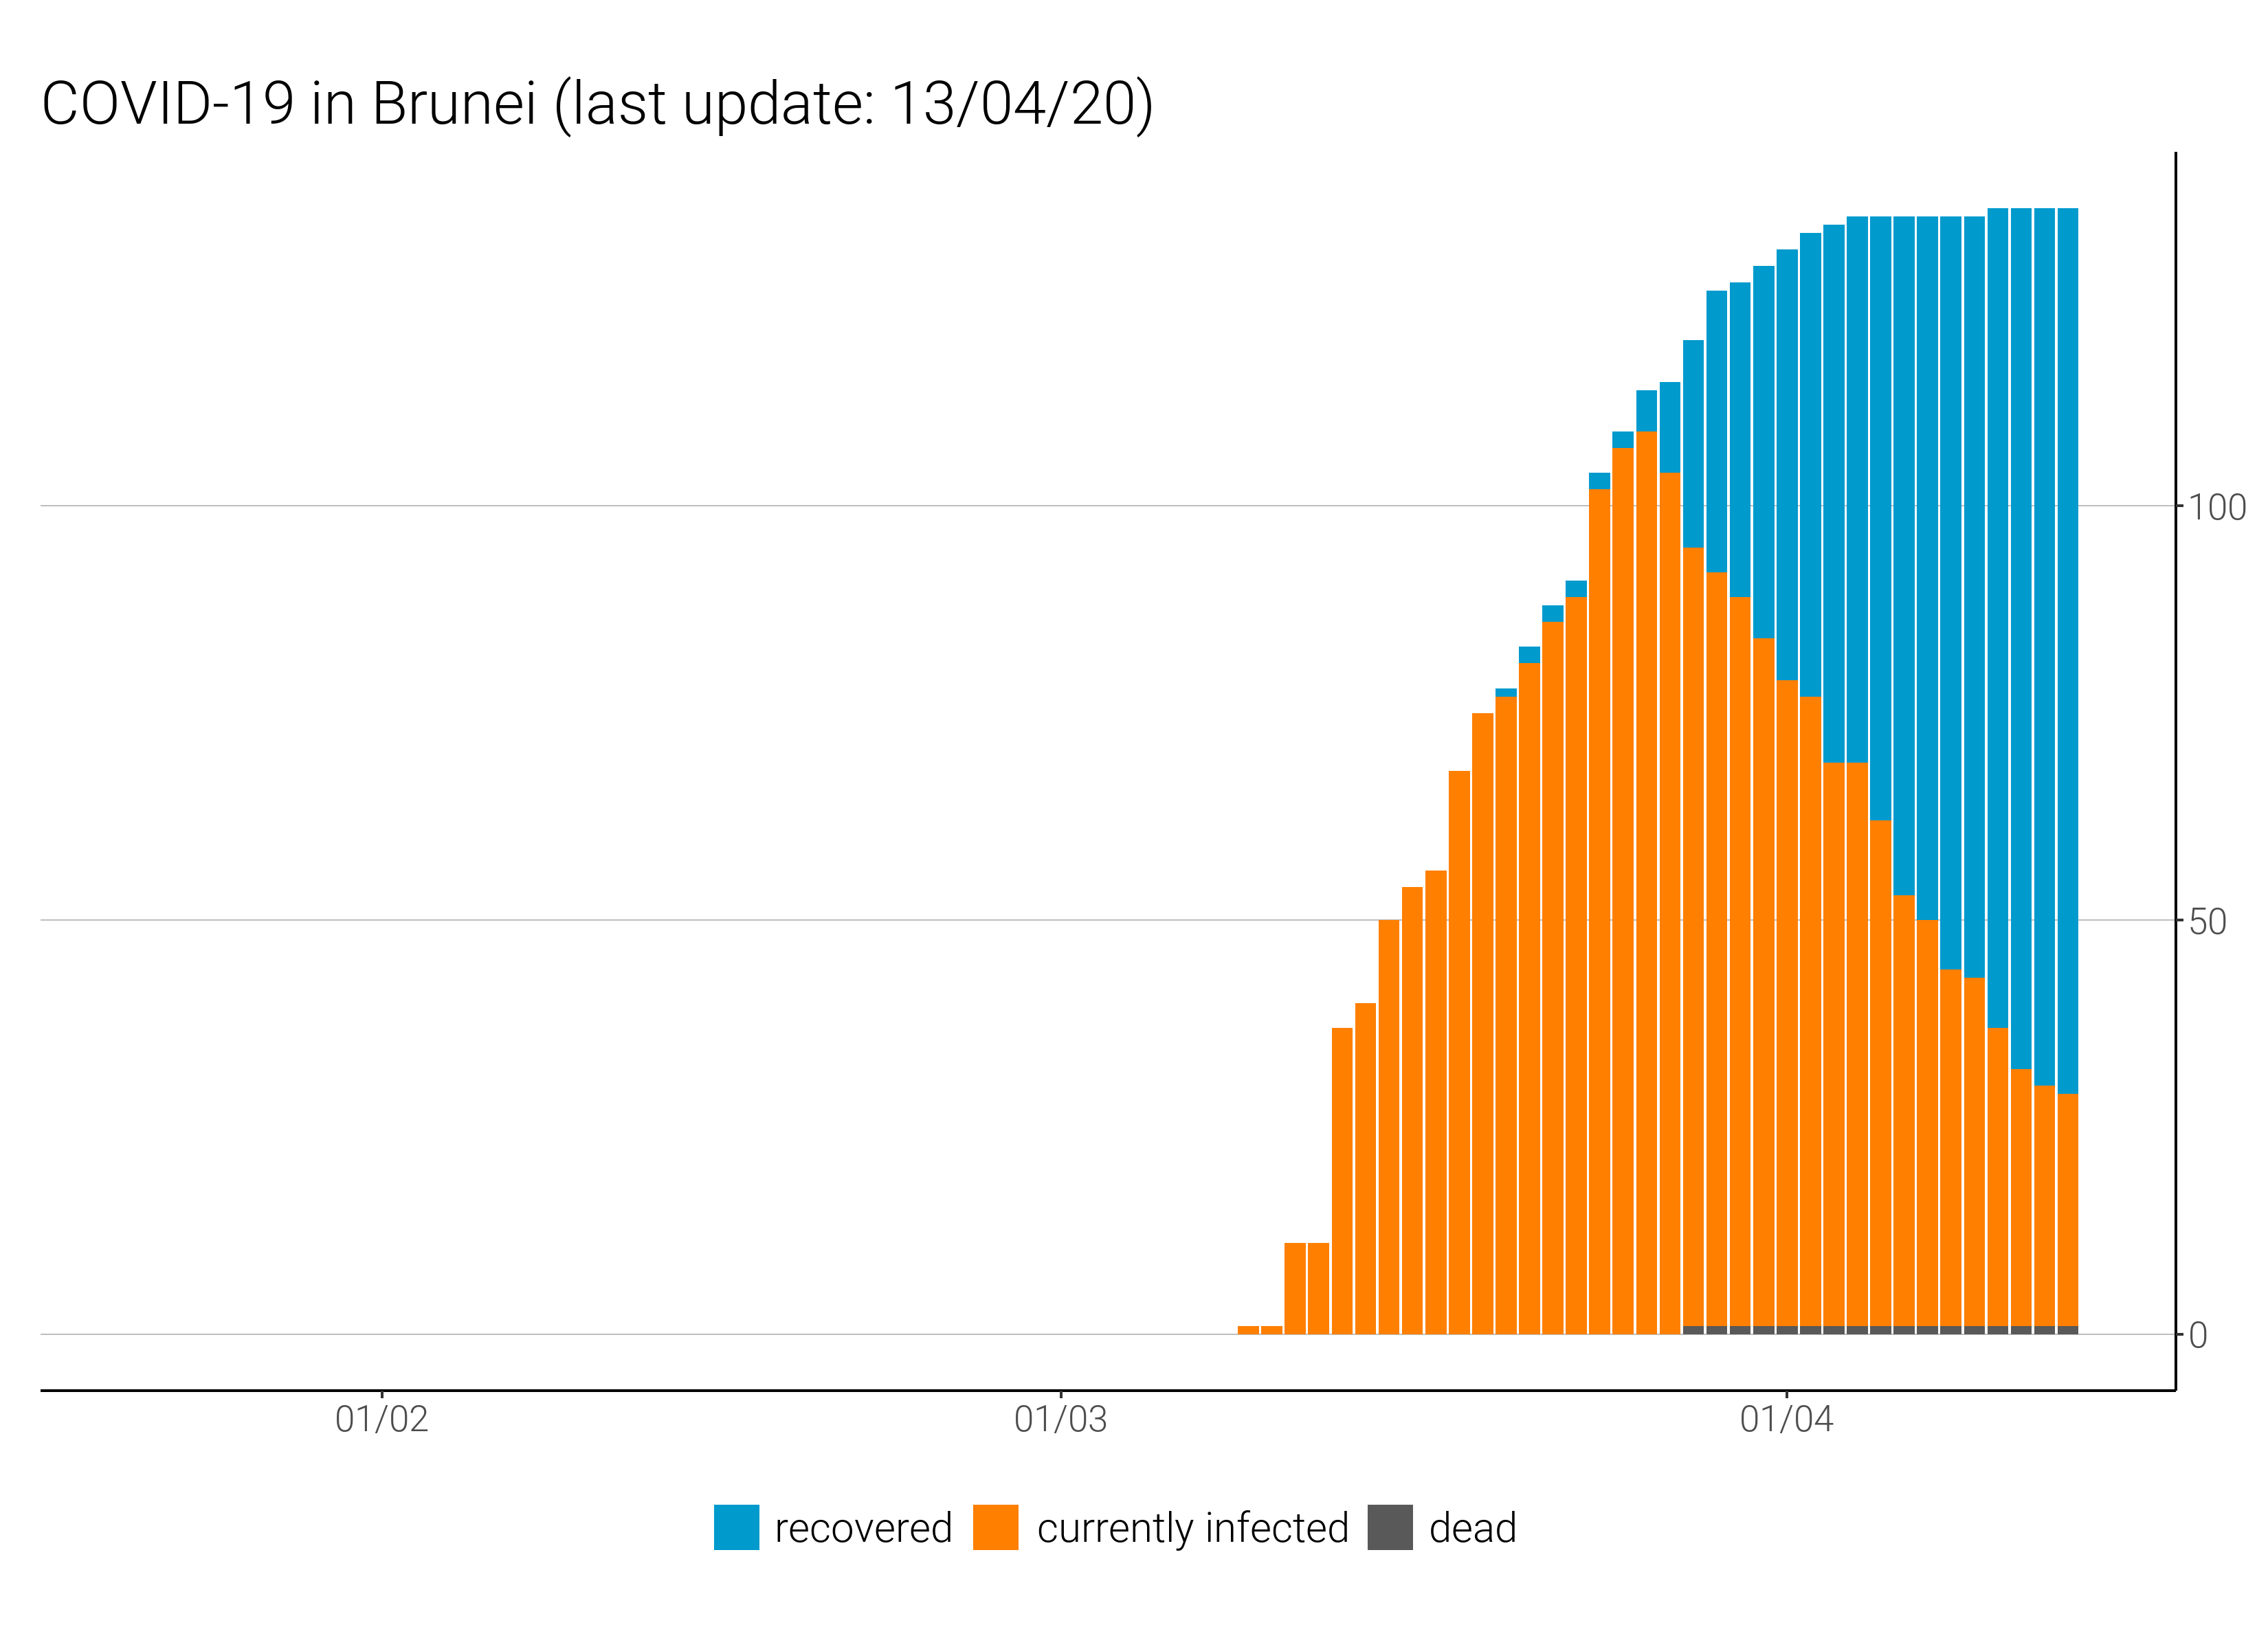 COVID-19 in Brunei (last update: 13/04/20)
100
50
0
01/02 01/03 01/04
recovered currently infected dead